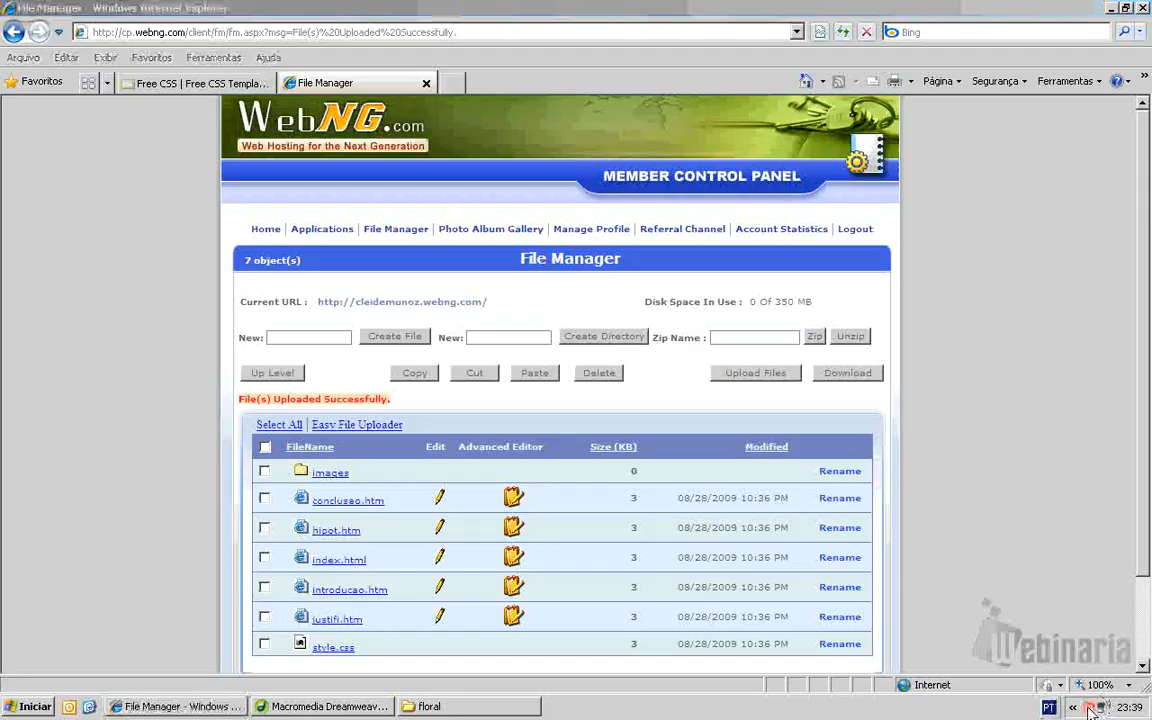 File Manager - Windows Internet Explorer
http://cp.webng.com/client/fm/fm.aspx?msg=File(s)%20Uploaded%20Successfully.
Bing
Arquivo Editar Exibir Favoritos Ferramentas Ajuda
Favoritos Free CSS | Free CSS Templa... File Manager Página Segurança Ferramentas
WebNG.com
Web Hosting for the Next Generation
MEMBER CONTROL PANEL
Home | Applications | File Manager | Photo Album Gallery | Manage Profile | Referral Channel | Account Statistics | Logout
7 object(s) File Manager
Current URL : http://cleidemunoz.webng.com/ Disk Space In Use : 0 Of 350 MB
New: Create File New: Create Directory Zip Name : Zip Unzip
Up Level Copy Cut Paste Delete Upload Files Download
File(s) Uploaded Successfully.
Select All | Easy File Uploader
FileName Edit Advanced Editor Size (KB) Modified
images 0 Rename
conclusao.htm 3 08/28/2009 10:36 PM Rename
hipot.htm 3 08/28/2009 10:36 PM Rename
index.html 3 08/28/2009 10:36 PM Rename
introducao.htm 3 08/28/2009 10:36 PM Rename
justifi.htm 3 08/28/2009 10:36 PM Rename
style.css 3 08/28/2009 10:36 PM Rename
Webinaria
Internet 100%
Iniciar File Manager - Windows ... Macromedia Dreamweav... floral PT « 23:39